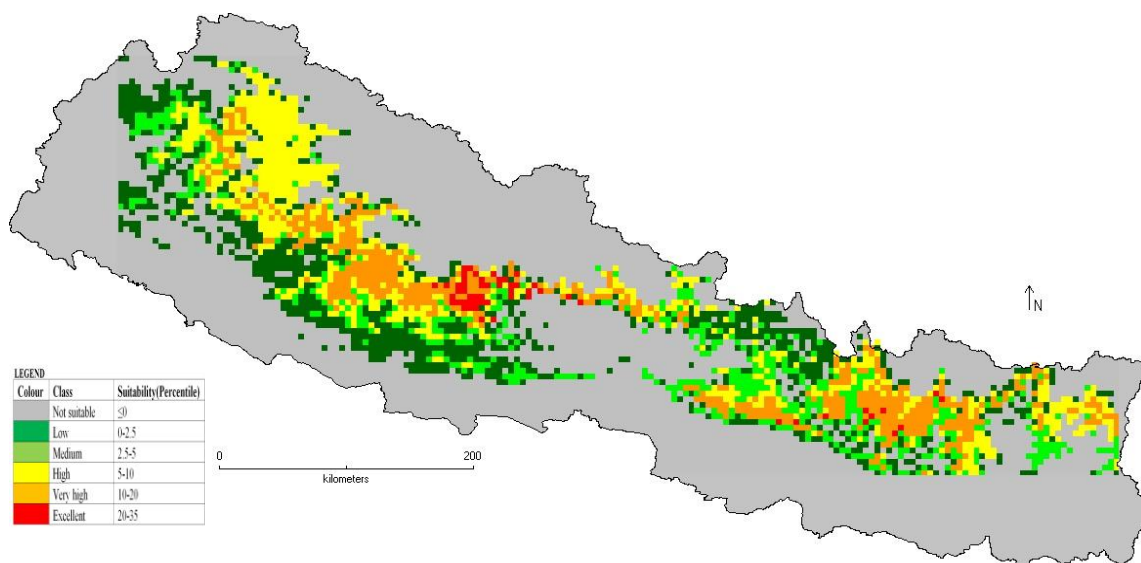 N
LEGEND
Colour Class Suitability(Percentile)
Not suitable ≤0
Low 0-2.5
Medium 2.5-5
High 5-10
Very high 10-20
Excellent 20-35
0 200
kilometers